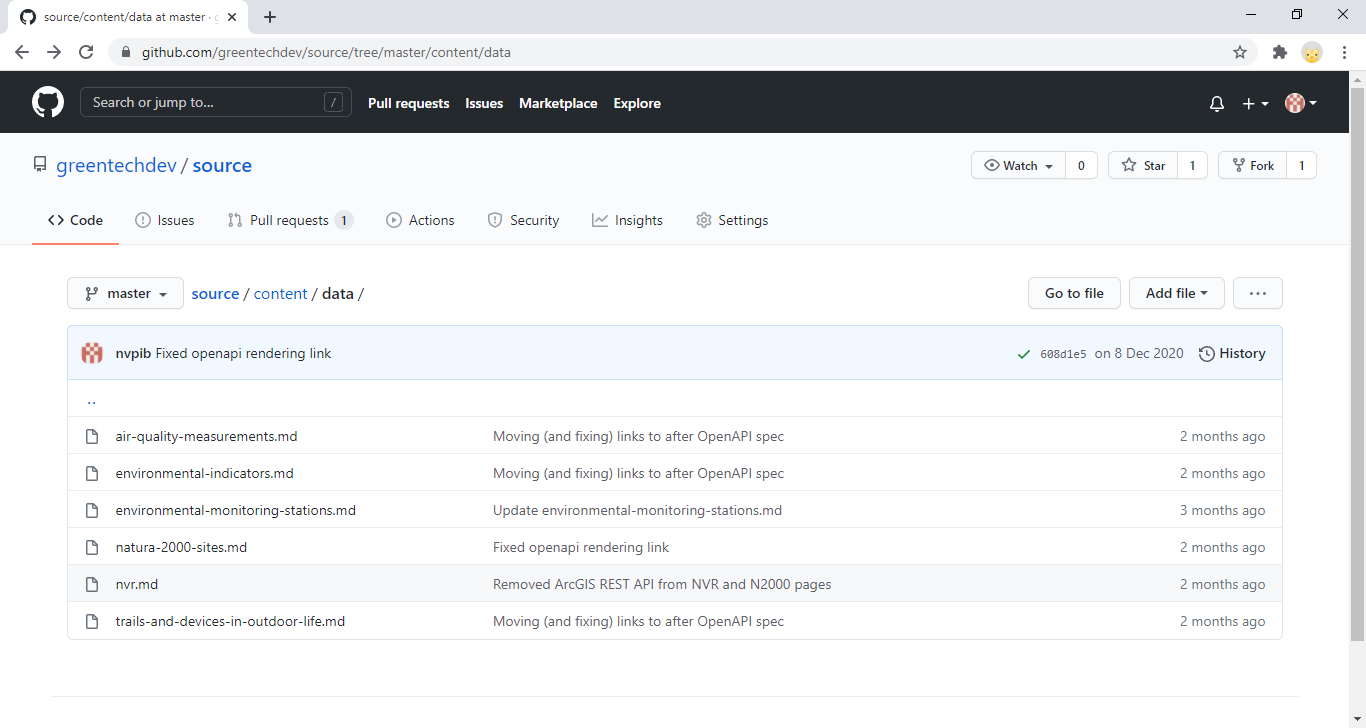 source/content/data at master ·
github.com/greentechdev/source/tree/master/content/data
Search or jump to... /
Pull requests Issues Marketplace Explore
greentechdev / source
Watch 0 Star 1 Fork 1
Code Issues Pull requests 1 Actions Security Insights Settings
master source / content / data /
Go to file Add file ...
nvpib Fixed openapi rendering link 608d1e5 on 8 Dec 2020 History
..
air-quality-measurements.md Moving (and fixing) links to after OpenAPI spec 2 months ago
environmental-indicators.md Moving (and fixing) links to after OpenAPI spec 2 months ago
environmental-monitoring-stations.md Update environmental-monitoring-stations.md 3 months ago
natura-2000-sites.md Fixed openapi rendering link 2 months ago
nvr.md Removed ArcGIS REST API from NVR and N2000 pages 2 months ago
trails-and-devices-in-outdoor-life.md Moving (and fixing) links to after OpenAPI spec 2 months ago